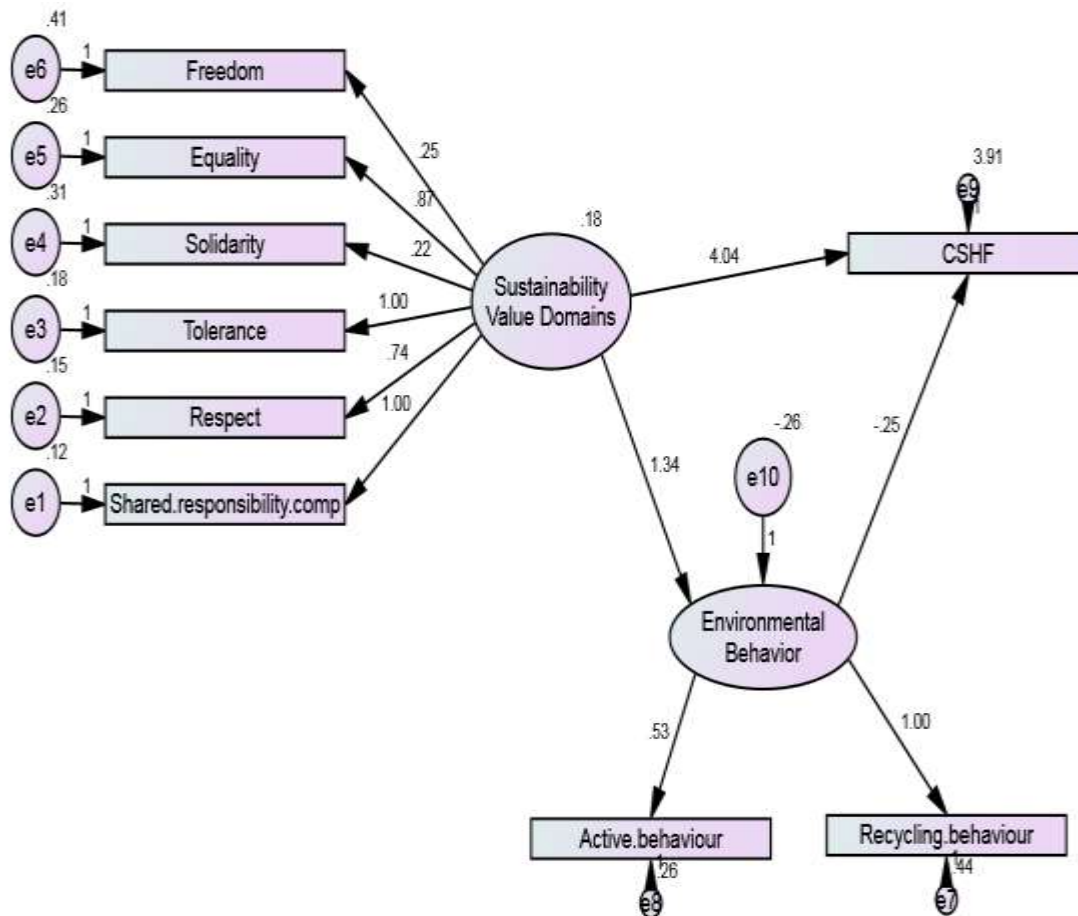 .41
e6
1
Freedom
.26
e5
1
Equality
.31
e4
1
Solidarity
.18
e3
1
Tolerance
.15
e2
1
Respect
.12
e1
1
Shared.responsibility.comp
.25
.87
.22
1.00
.74
1.00
.18
Sustainability
Value Domains
4.04
3.91
e9
1
CSHF
1.34
-.26
e10
1
-.25
Environmental
Behavior
.53
1.00
Active.behaviour
1
.26
e8
Recycling.behaviour
1
.44
e7